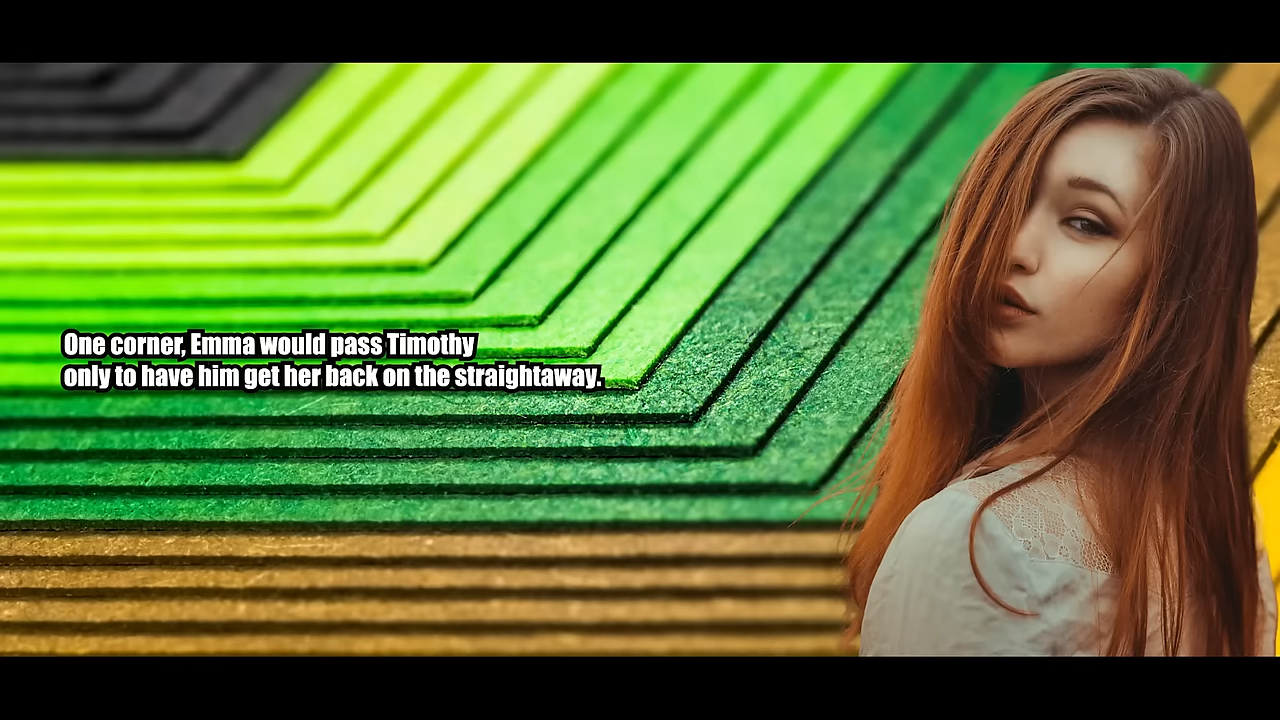 One corner, Emma would pass Timothy
only to have him get her back on the straightaway.